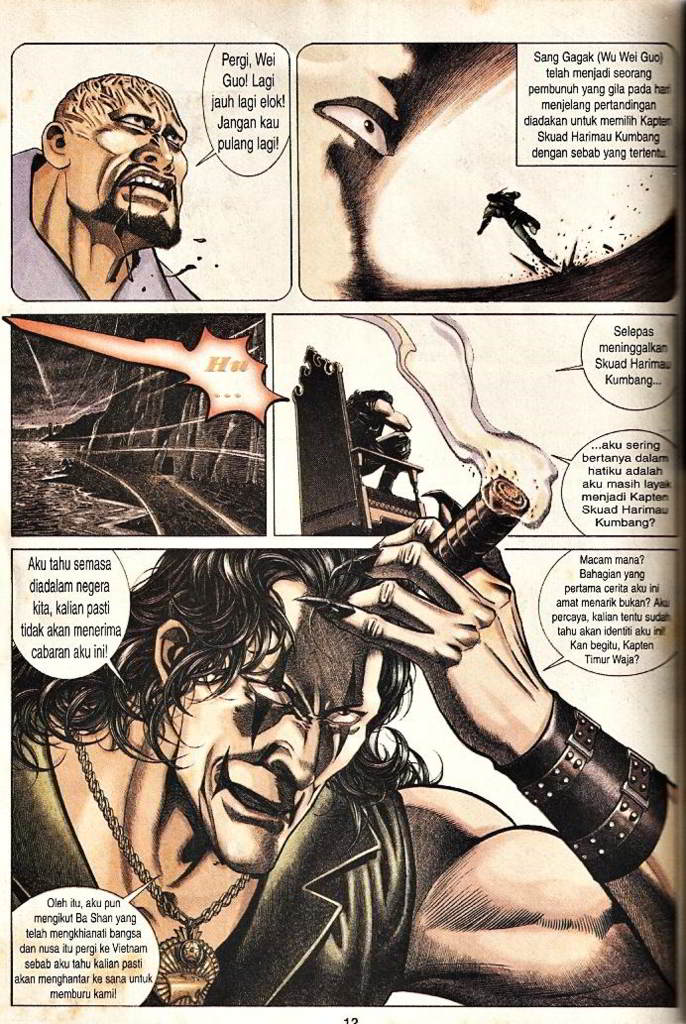 Pergi, Wei
Guo! Lagi
jauh lagi elok!
Jangan kau
pulang lagi!
Sang Gagak (Wu Wei Guo)
telah menjadi seorang
pembunuh yang gila pada hari
menjelang pertandingan
diadakan untuk memilih Kapten
Skuad Harimau Kumbang
dengan sebab yang tertentu.
Hu
...
Selepas
meninggalkan
Skuad Harimau
Kumbang...
...aku sering
bertanya dalam
hatiku adalah
aku masih layak
menjadi Kapten
Skuad Harimau
Kumbang?
Aku tahu semasa
diadalam negera
kita, kalian pasti
tidak akan menerima
cabaran aku ini!
Macam mana?
Bahagian yang
pertama cerita aku ini
amat menarik bukan? Aku
percaya, kalian tentu sudah
tahu akan identiti aku ini!
Kan begitu, Kapten
Timur Waja?
Oleh itu, aku pun
mengikut Ba Shan yang
telah mengkhianati bangsa
dan nusa itu pergi ke Vietnam
sebab aku tahu kalian pasti
akan menghantar ke sana untuk
memburu kami!
12